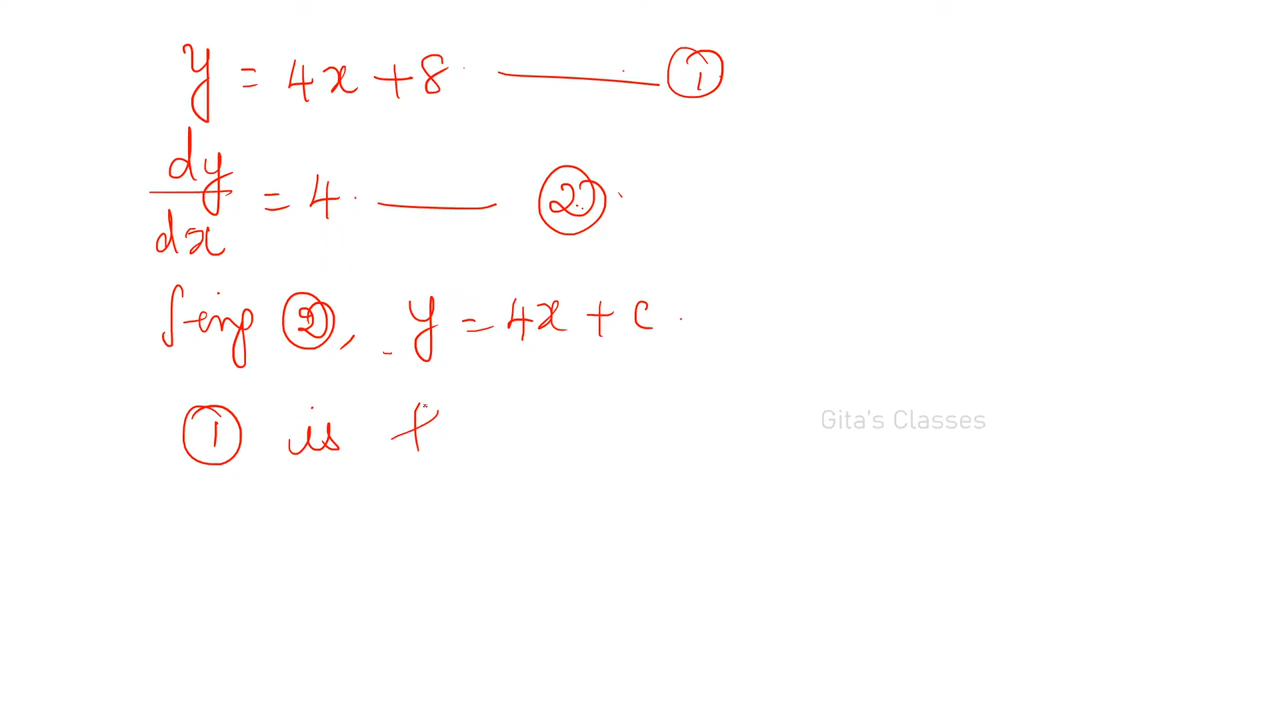 y = 4x + 8 ——— ①
dy/dx = 4 ——— ②
∫-ing ②, y = 4x + c
① is
Gita's Classes